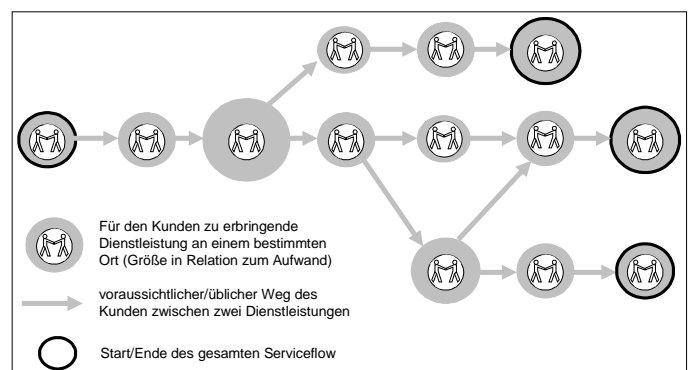 Für den Kunden zu erbringende
Dienstleistung an einem bestimmten
Ort (Größe in Relation zum Aufwand)
voraussichtlicher/üblicher Weg des
Kunden zwischen zwei Dienstleistungen
Start/Ende des gesamten Serviceflow